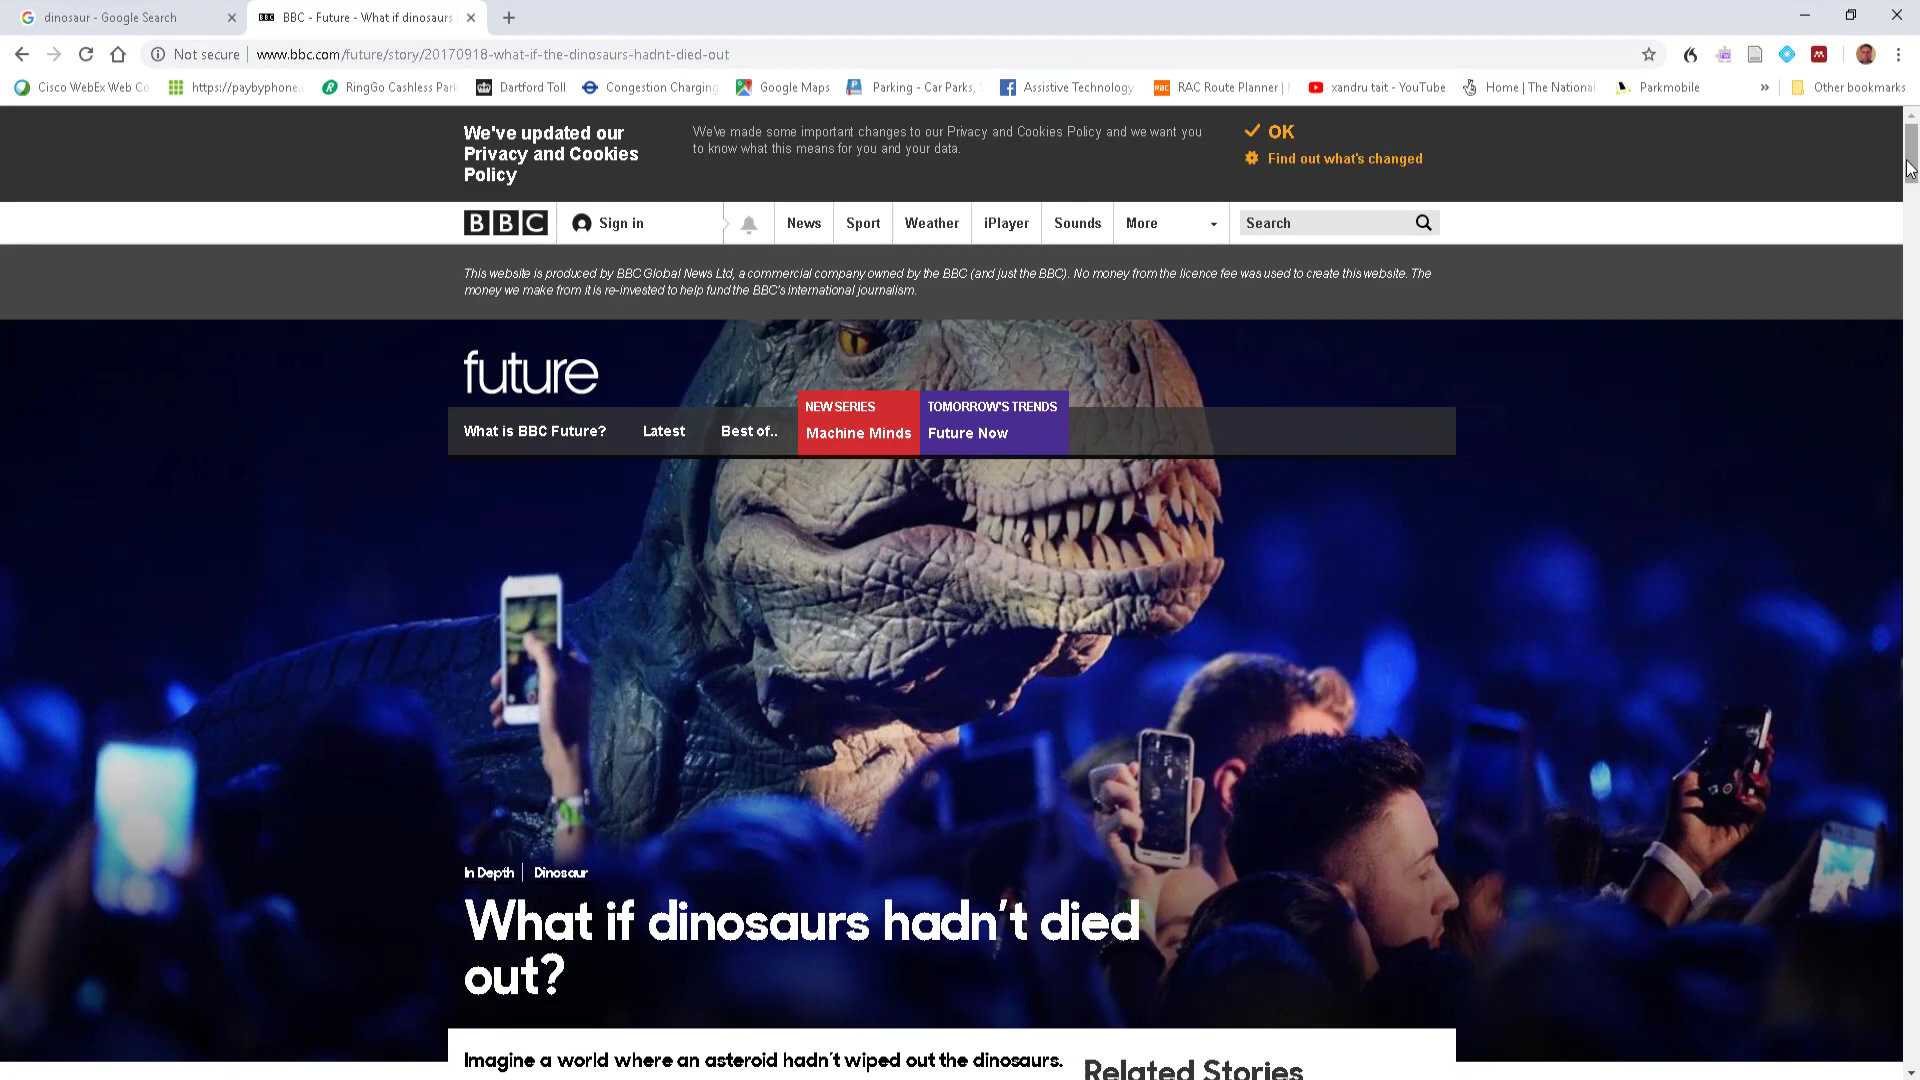 dinosaur - Google Search
BBC - Future - What if dinosaurs
Not secure
www.bbc.com/future/story/20170918-what-if-the-dinosaurs-hadnt-died-out
Cisco WebEx Web Co
https://paybyphone.
RinGo Cashless Park
Dartford Toll
Congestion Charging
Google Maps
Parking - Car Parks,
Assistive Technology
RAC Route Planner |
xandru tait - YouTube
Home | The National
Parkmobile
»
Other bookmarks
We've updated our
Privacy and Cookies
Policy
We've made some important changes to our Privacy and Cookies Policy and we want you
to know what this means for you and your data.
OK
Find out what's changed
BBC
Sign in
News
Sport
Weather
iPlayer
Sounds
More
Search
This website is produced by BBC Global News Ltd, a commercial company owned by the BBC (and just the BBC). No money from the licence fee was used to create this website. The
money we make from it is re-invested to help fund the BBC's international journalism.
future
What is BBC Future?
Latest
Best of..
NEW SERIES
Machine Minds
TOMORROW'S TRENDS
Future Now
In Depth | Dinosaur
What if dinosaurs hadn't died
out?
Imagine a world where an asteroid hadn't wiped out the dinosaurs.
Related Stories